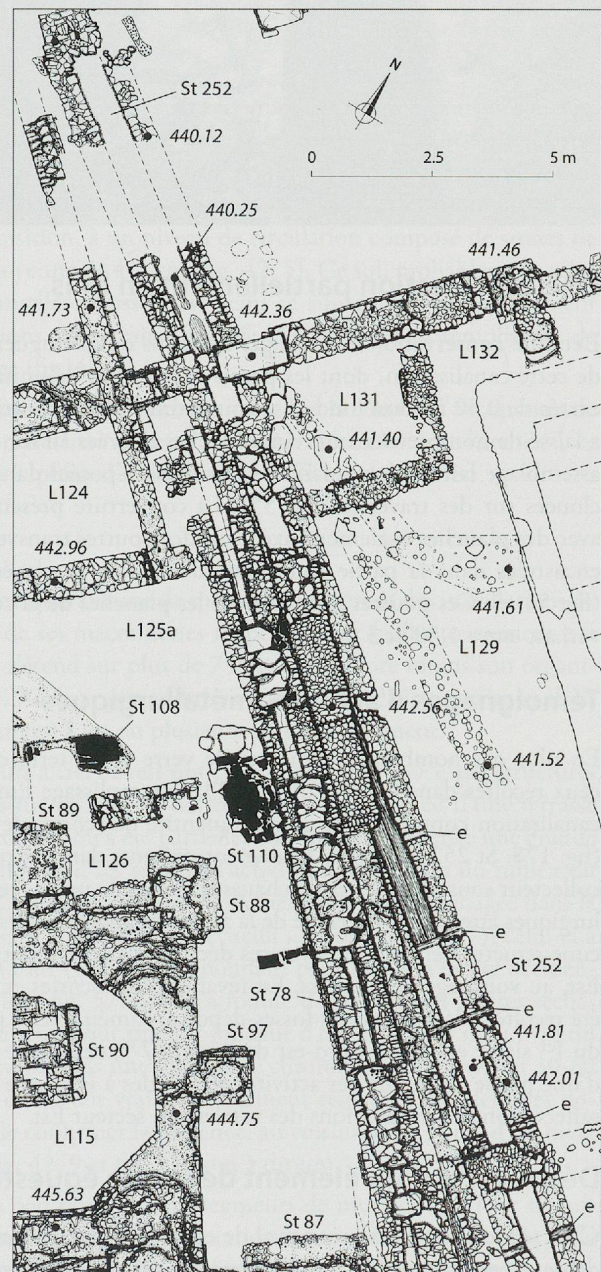 N
St 252
440.12
0 2.5 5 m
440.25
441.46
441.73
442.36
L132
L131
441.40
L124
442.96
441.61
L125a
L129
St 108
442.56
441.52
St 89
e
L126
St 110
St 88
e
St 252
St 78
e
St 97
441.81
St 90
442.01
444.75
e
L115
445.63
St 87
e